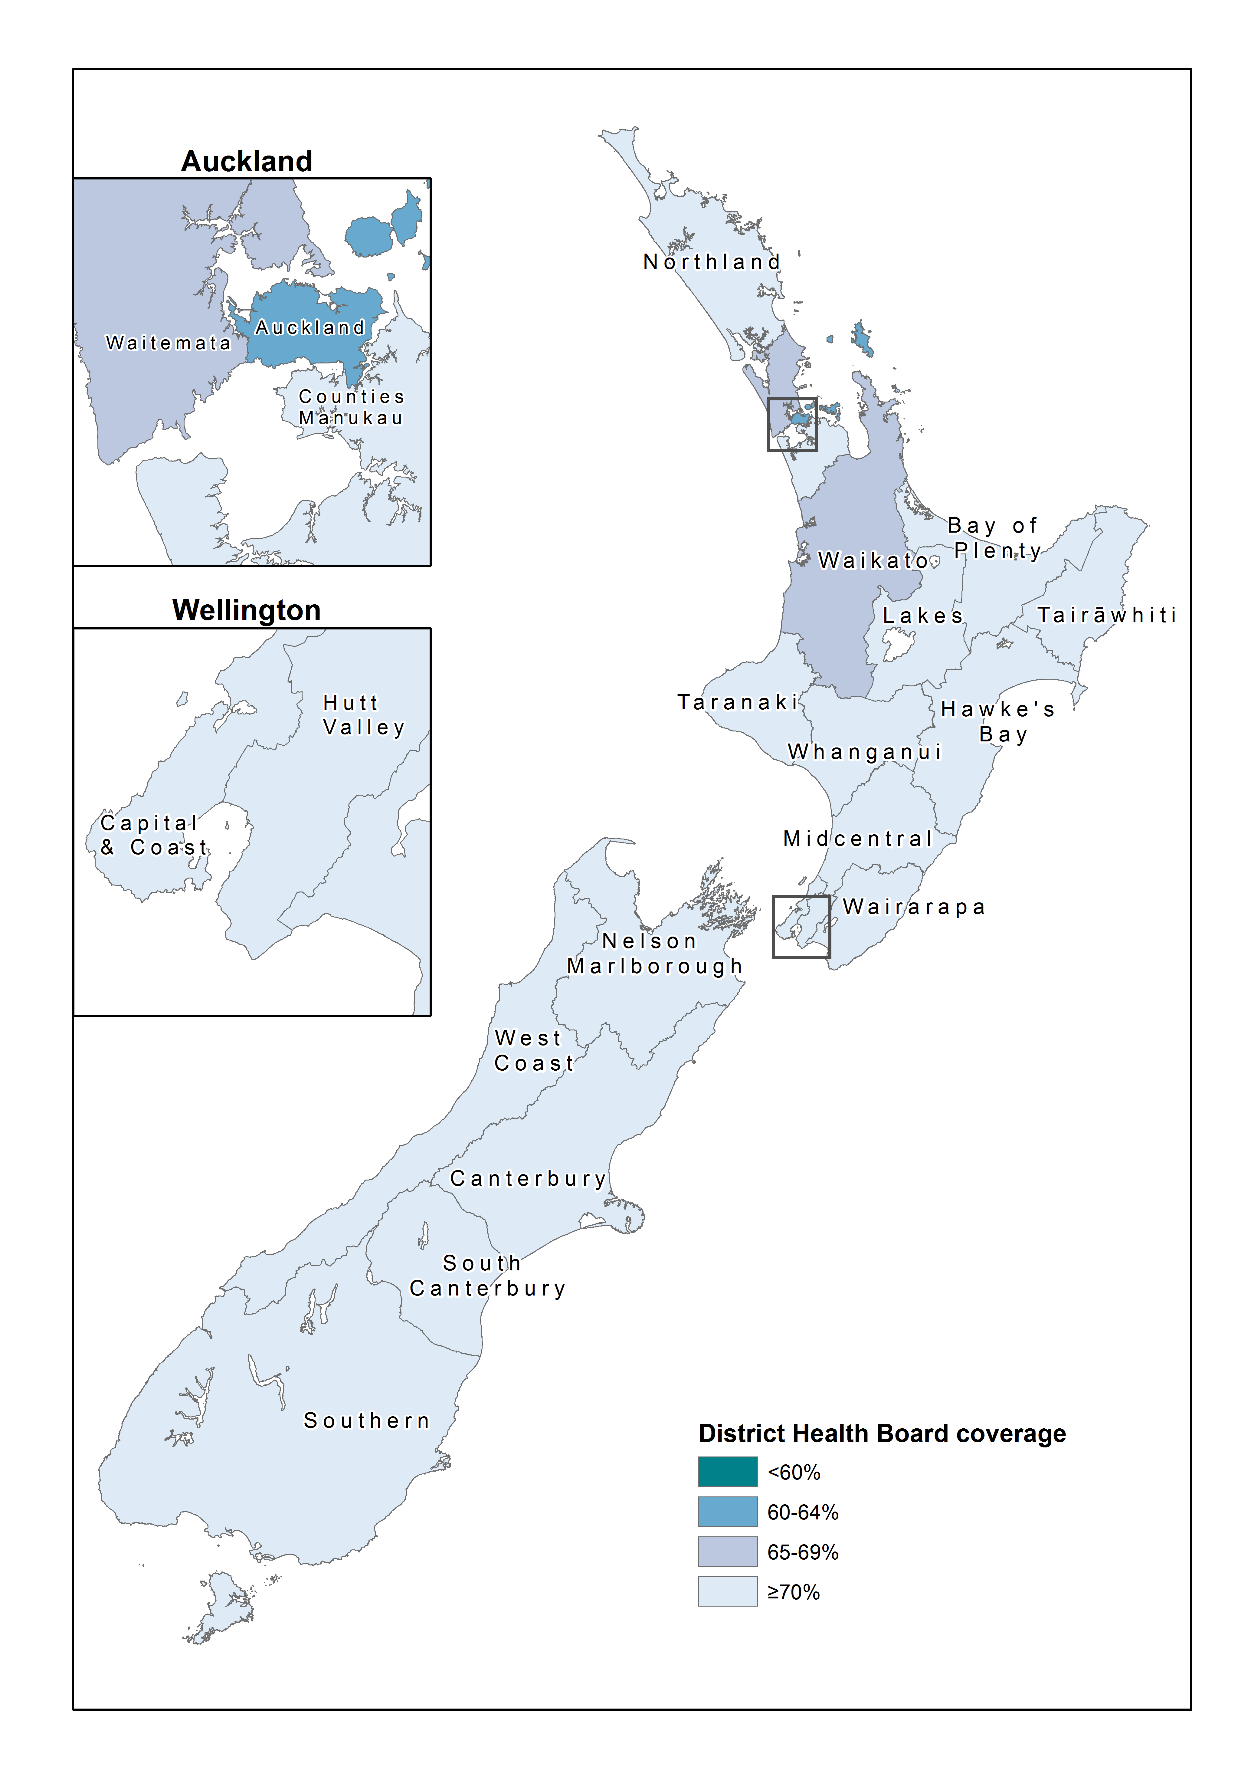 Auckland
Waitemata
Auckland
Counties
Manukau
Wellington
Hutt
Valley
Capital
& Coast
Northland
Bay of
Plenty
Waikato
Lakes
Tairāwhiti
Taranaki
Hawke's
Bay
Whanganui
Midcentral
Wairarapa
Nelson
Marlborough
West
Coast
Canterbury
South
Canterbury
Southern
District Health Board coverage
<60%
60-64%
65-69%
≥70%